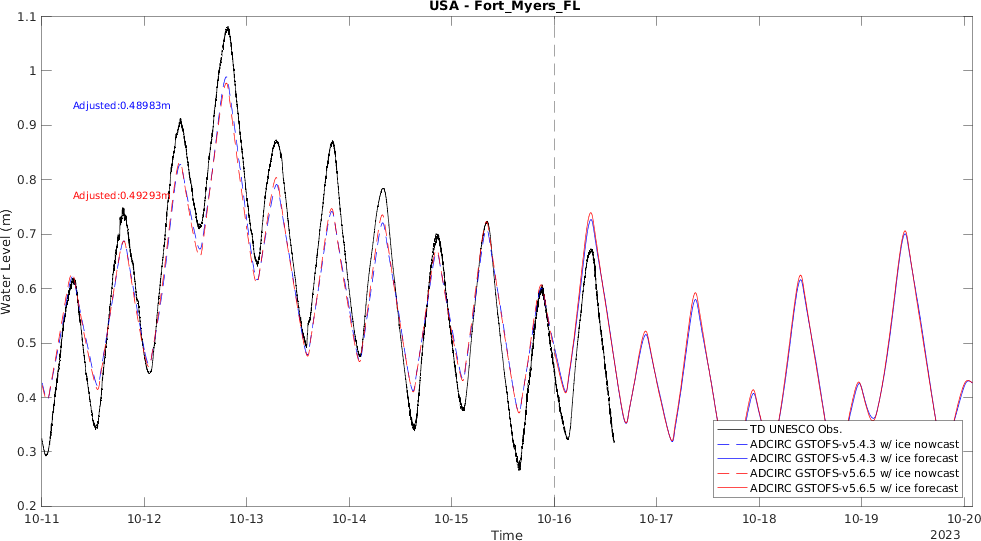 USA - Fort_Myers_FL
1.1
1
0.9
0.8
0.7
0.6
0.5
0.4
0.3
0.2
Water Level (m)
Adjusted:0.48983m
Adjusted:0.49293m
TD UNESCO Obs.
ADCIRC GSTOFS-v5.4.3 w/ ice nowcast
ADCIRC GSTOFS-v5.4.3 w/ ice forecast
ADCIRC GSTOFS-v5.6.5 w/ ice nowcast
ADCIRC GSTOFS-v5.6.5 w/ ice forecast
10-11 10-12 10-13 10-14 10-15 10-16 10-17 10-18 10-19 10-20
Time
2023